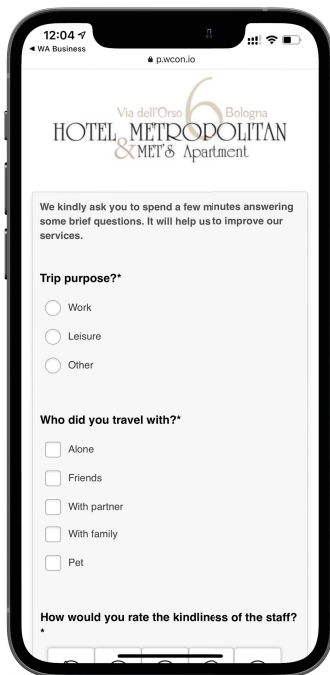 12:04
◀ WA Business
p.wcon.io
Via dell'Orso 6 Bologna
HOTEL METROPOLITAN
& MET'S Apartment
We kindly ask you to spend a few minutes answering
some brief questions. It will help us to improve our
services.
Trip purpose?*
Work
Leisure
Other
Who did you travel with?*
Alone
Friends
With partner
With family
Pet
How would you rate the kindliness of the staff?
*